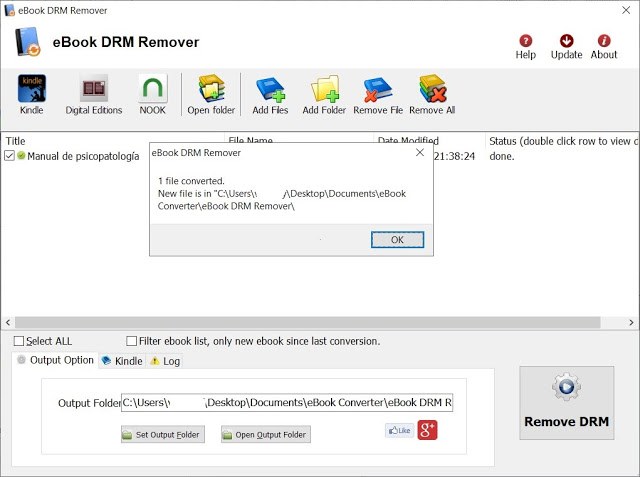 eBook DRM Remover
eBook DRM Remover
Help Update About
kindle
Kindle Digital Editions NOOK Open folder Add Files Add Folder Remove File Remove All
Title File Name Date Modified Status (double click row to view d
Manual de psicopatología 21:38:24 done.
eBook DRM Remover
1 file converted.
New file is in "C:\Users\ \Desktop\Documents\eBook
Converter\eBook DRM Remover\
OK
Select ALL Filter ebook list, only new ebook since last conversion.
Output Option Kindle Log
Output Folder C:\Users\ \Desktop\Documents\eBook Converter\eBook DRM R
Set Output Folder Open Output Folder Like g+
Remove DRM